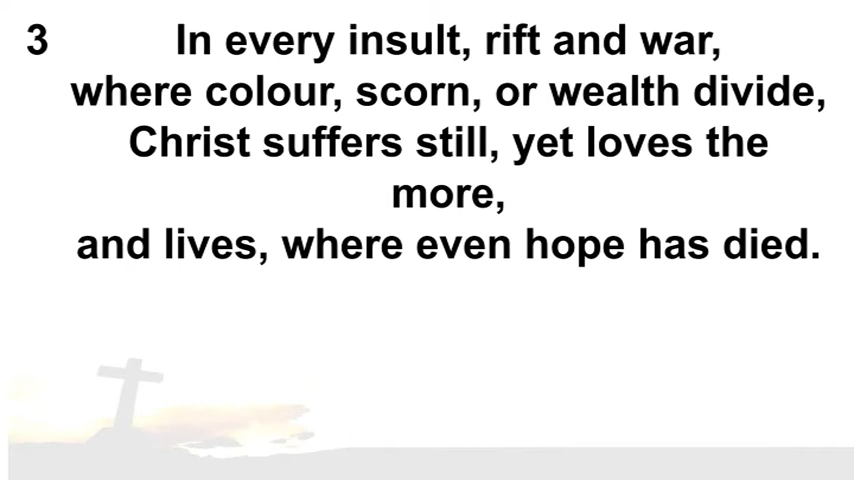 3 In every insult, rift and war,
where colour, scorn, or wealth divide,
Christ suffers still, yet loves the
more,
and lives, where even hope has died.